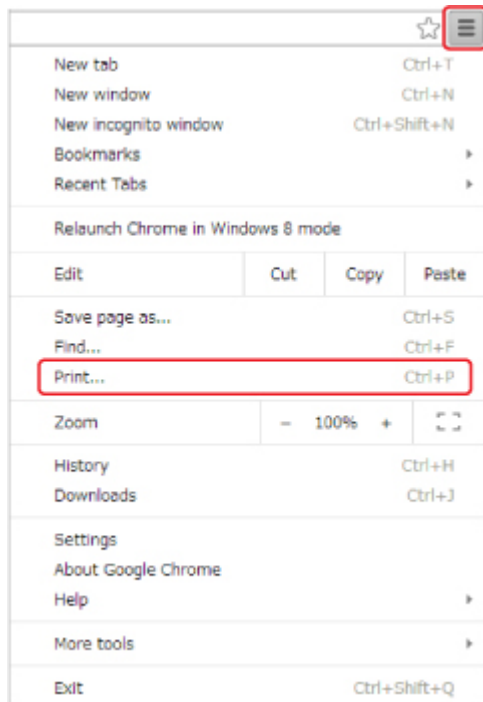 New tab Ctrl+T
New window Ctrl+N
New incognito window Ctrl+Shift+N
Bookmarks
Recent Tabs
Relaunch Chrome in Windows 8 mode
Edit Cut Copy Paste
Save page as... Ctrl+S
Find... Ctrl+F
Print... Ctrl+P
Zoom − 100% +
History Ctrl+H
Downloads Ctrl+J
Settings
About Google Chrome
Help
More tools
Exit Ctrl+Shift+Q